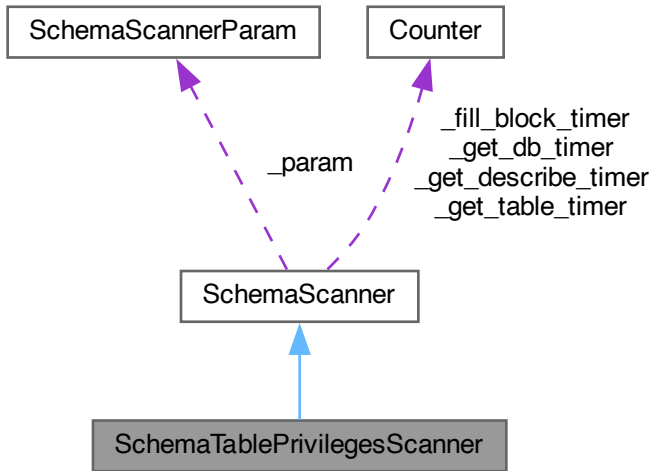 SchemaScannerParam
Counter
_param
_fill_block_timer
_get_db_timer
_get_describe_timer
_get_table_timer
SchemaScanner
SchemaTablePrivilegesScanner